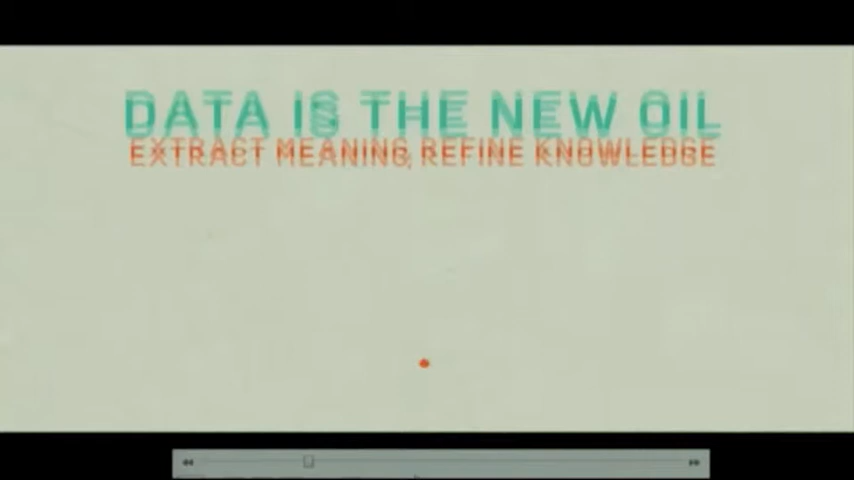 DATA IS THE NEW OIL
EXTRACT MEANING, REFINE KNOWLEDGE